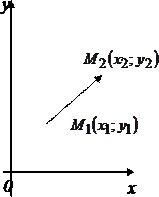 y
M₂(x₂; y₂)
M₁(x₁; y₁)
0
x